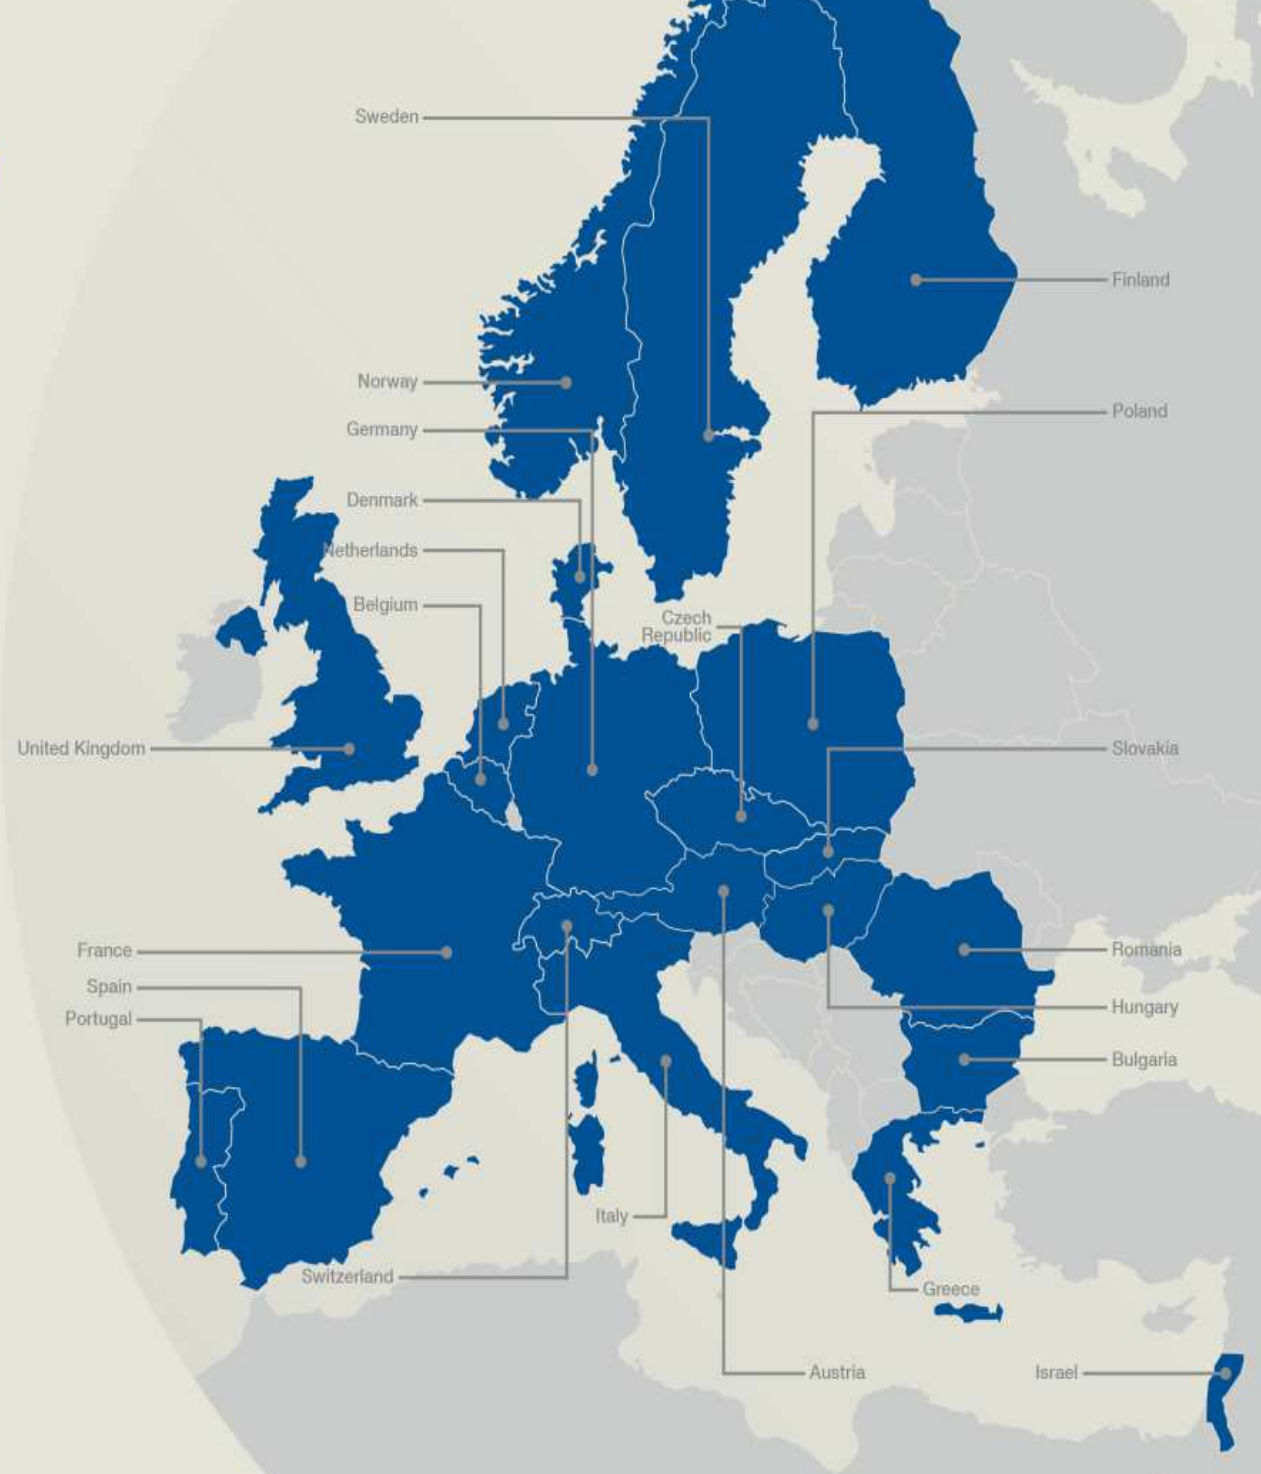 Sweden
Finland
Norway
Poland
Germany
Denmark
Netherlands
Belgium
Czech
Republic
United Kingdom
Slovakia
France
Romania
Spain
Hungary
Portugal
Bulgaria
Italy
Switzerland
Greece
Austria
Israel